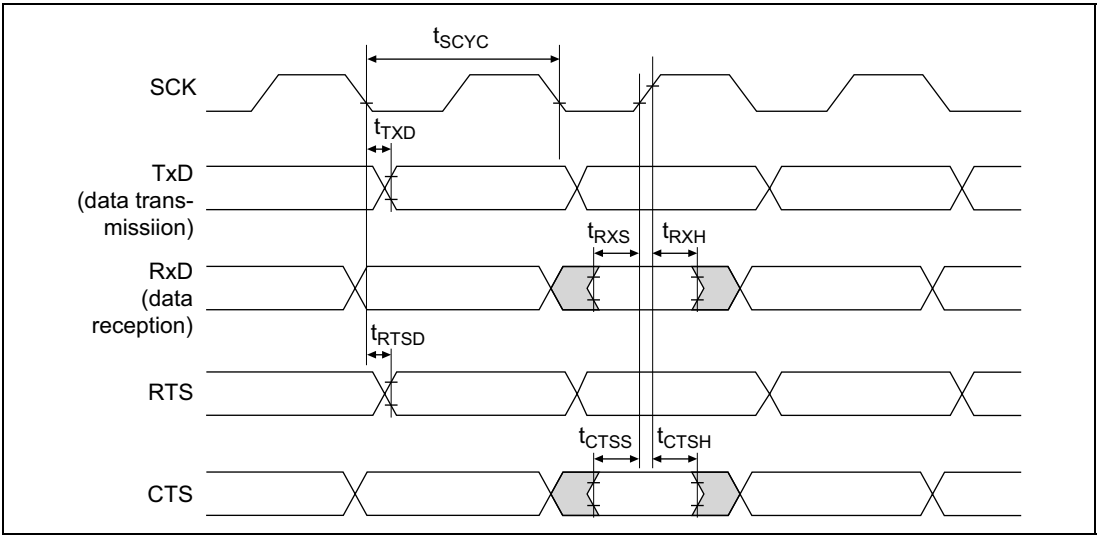 tSCYC
SCK
tTXD
TxD
(data trans-
missiion)
tRXS
tRXH
RxD
(data
reception)
tRTSD
RTS
tCTSS
tCTSH
CTS